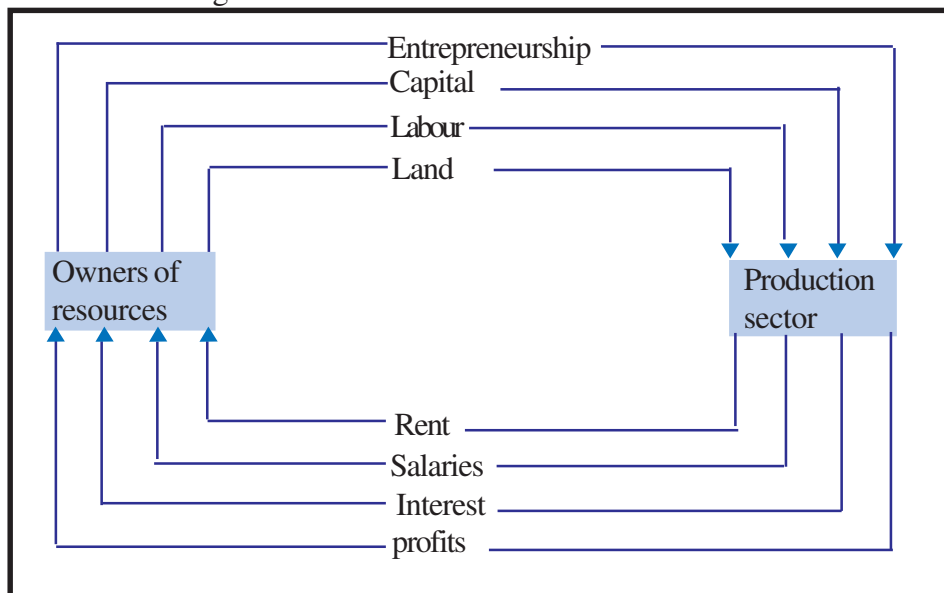 Entrepreneurship
Capital
Labour
Land
Owners of
resources
Production
sector
Rent
Salaries
Interest
profits